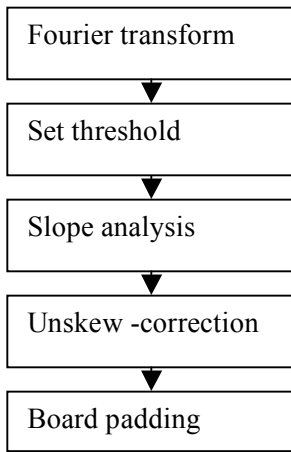 Fourier transform
Set threshold
Slope analysis
Unskew -correction
Board padding